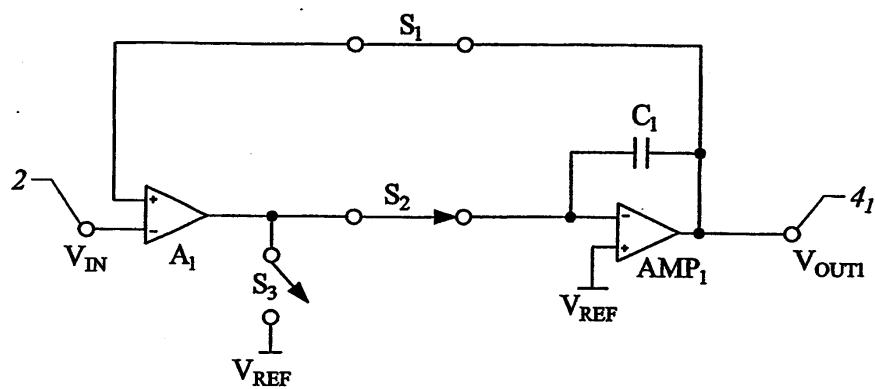 S1
C1
2
+
-
VIN
A1
S2
S3
VREF
-
+
AMP1
VREF
41
VOUT1